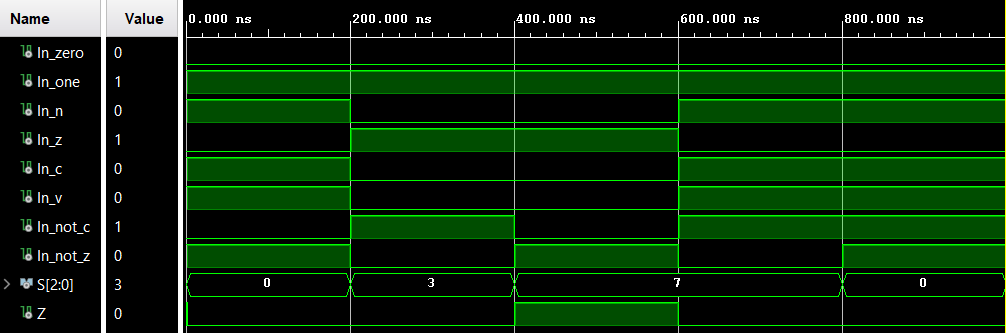 Name Value 0.000 ns 200.000 ns 400.000 ns 600.000 ns 800.000 ns
In_zero 0
In_one 1
In_n 0
In_z 1
In_c 0
In_v 0
In_not_c 1
In_not_z 0
S[2:0] 3 0 3 7 0
Z 0